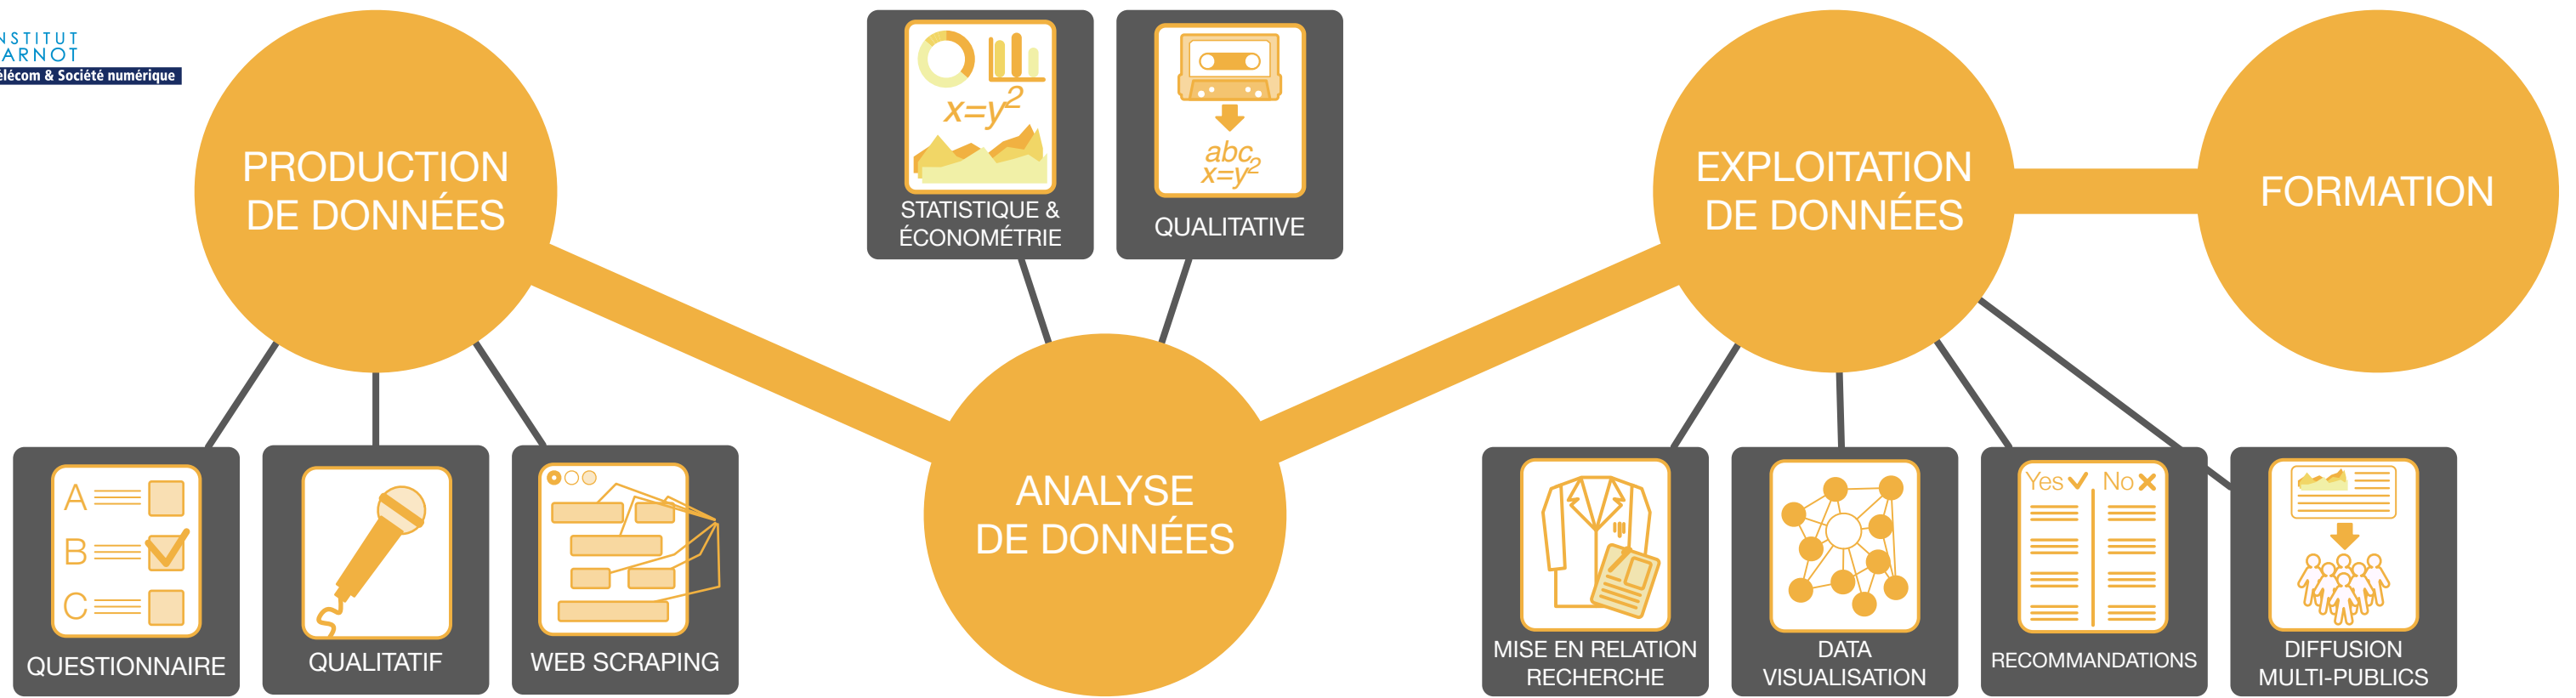 NSTITUT
ARNOT
élécom & Société numérique
PRODUCTION
DE DONNÉES
x=y²
STATISTIQUE &
ÉCONOMÉTRIE
abc
x=y²
QUALITATIVE
EXPLOITATION
DE DONNÉES
FORMATION
ANALYSE
DE DONNÉES
A
B
C
QUESTIONNAIRE
QUALITATIF
WEB SCRAPING
MISE EN RELATION
RECHERCHE
DATA
VISUALISATION
Yes No
RECOMMANDATIONS
DIFFUSION
MULTI-PUBLICS